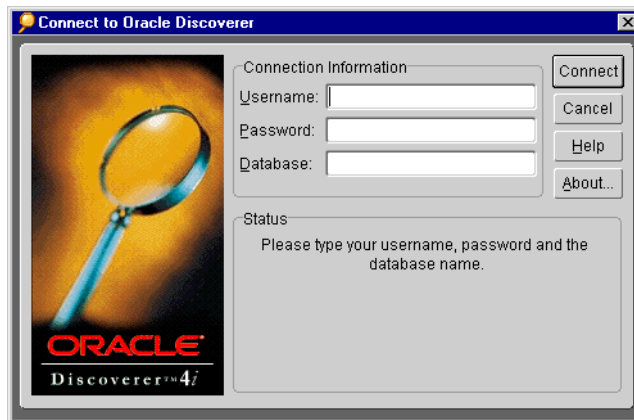 Connect to Oracle Discoverer
Connection Information
Username:
Password:
Database:
Connect
Cancel
Help
About...
Status
Please type your username, password and the
database name.
ORACLE
Discoverer™ 4i